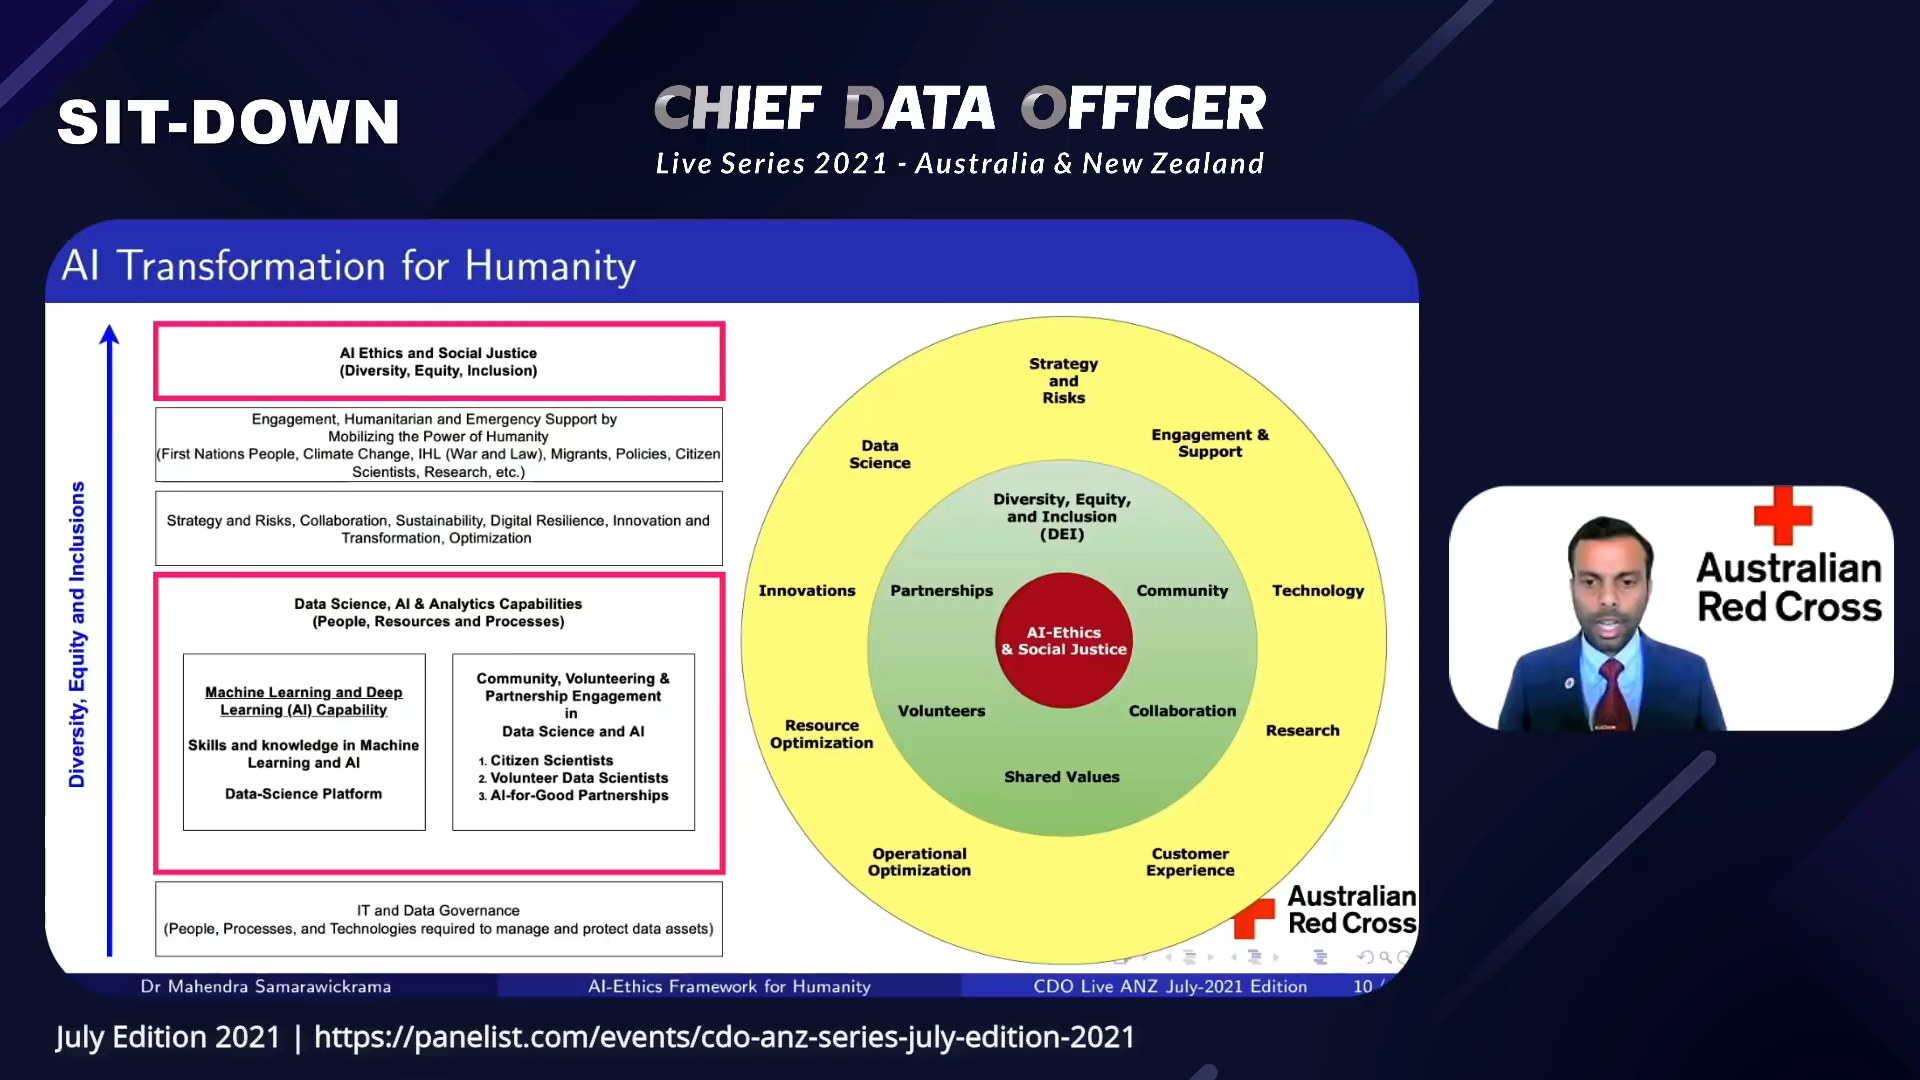 SIT-DOWN
CHIEF DATA OFFICER
Live Series 2021 - Australia & New Zealand
AI Transformation for Humanity
Diversity, Equity and Inclusions
AI Ethics and Social Justice
(Diversity, Equity, Inclusion)
Engagement, Humanitarian and Emergency Support by
Mobilizing the Power of Humanity
(First Nations People, Climate Change, IHL (War and Law), Migrants, Policies, Citizen
Scientists, Research, etc.)
Strategy and Risks, Collaboration, Sustainability, Digital Resilience, Innovation and
Transformation, Optimization
Data Science, AI & Analytics Capabilities
(People, Resources and Processes)
Machine Learning and Deep
Learning (AI) Capability
Skills and knowledge in Machine
Learning and AI
Data-Science Platform
Community, Volunteering &
Partnership Engagement
in
Data Science and AI
1. Citizen Scientists
2. Volunteer Data Scientists
3. AI-for-Good Partnerships
IT and Data Governance
(People, Processes, and Technologies required to manage and protect data assets)
Strategy
and
Risks
Data
Science
Engagement &
Support
Diversity, Equity,
and Inclusion
(DEI)
Innovations
Partnerships
Community
Technology
AI-Ethics
& Social Justice
Volunteers
Collaboration
Resource
Optimization
Research
Shared Values
Operational
Optimization
Customer
Experience
Australian
Red Cross
Dr Mahendra Samarawickrama
AI-Ethics Framework for Humanity
CDO Live ANZ July-2021 Edition
10 /
Australian
Red Cross
July Edition 2021 | https://panelist.com/events/cdo-anz-series-july-edition-2021